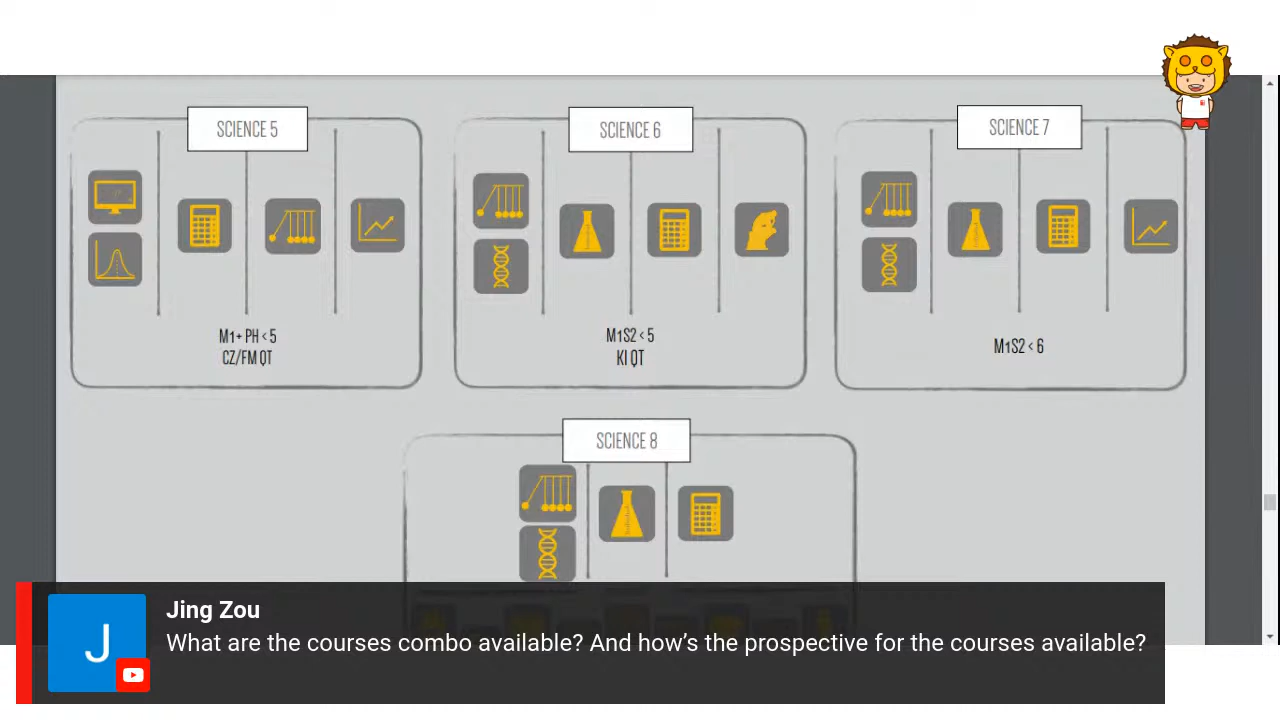 SCIENCE 5
M1+ PH < 5
CZ/FM QT
SCIENCE 6
M1S2 < 5
KI QT
SCIENCE 7
M1S2 < 6
SCIENCE 8
J
Jing Zou
What are the courses combo available? And how’s the prospective for the courses available?